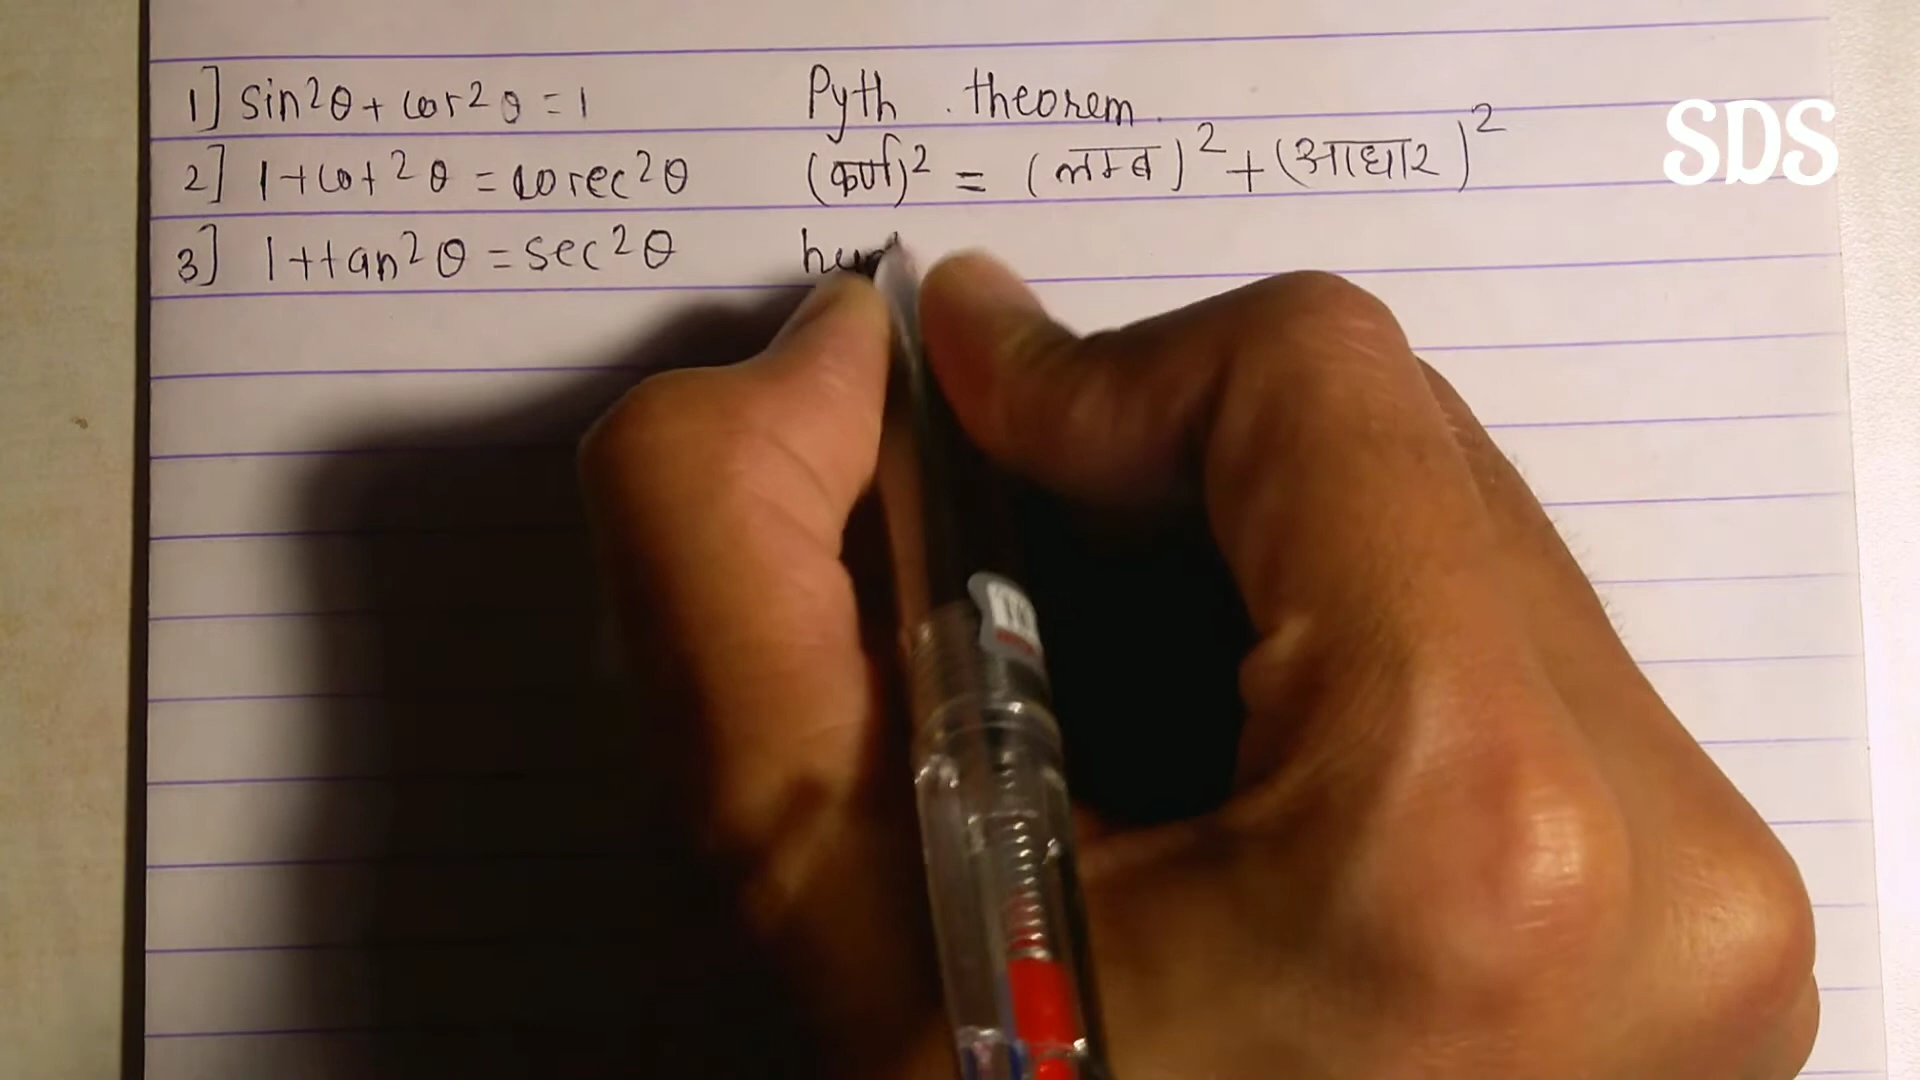 1] sin²θ + cos²θ = 1
2] 1 + cot²θ = cosec²θ
3] 1 + tan²θ = sec²θ
Pyth . theorem.
(कर्ण)² = (लम्ब)² + (आधार)²
SDS